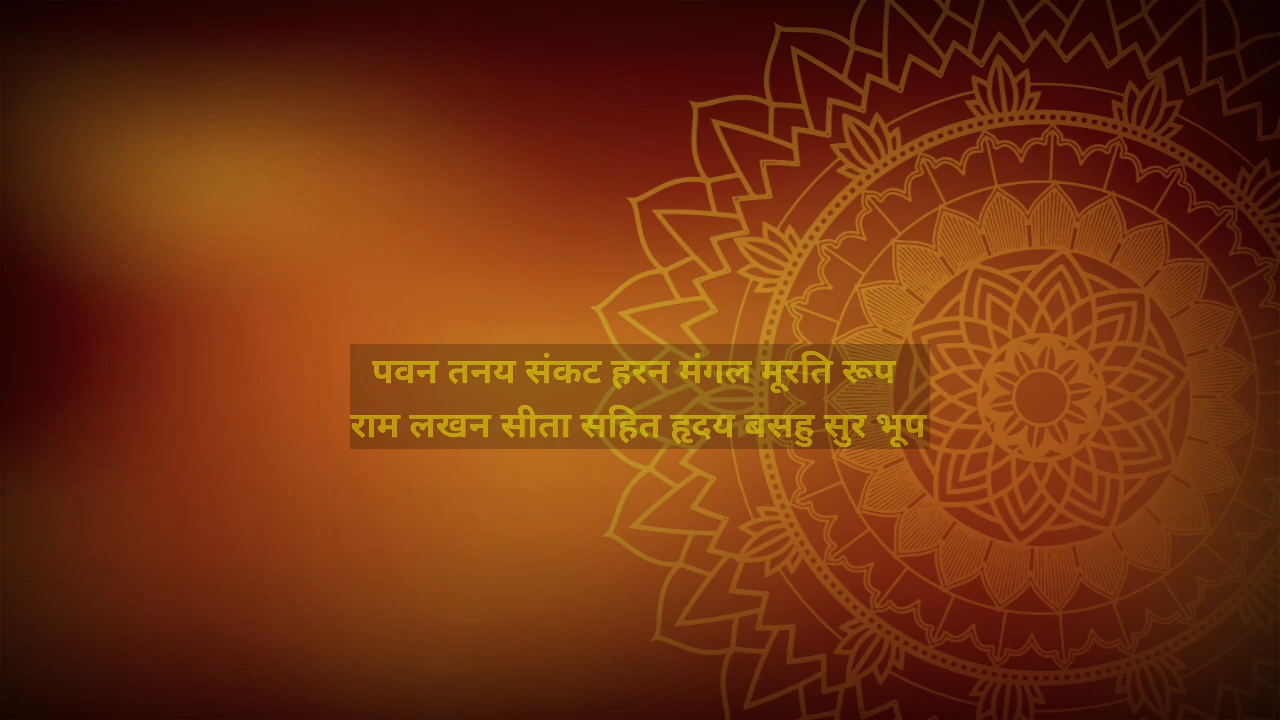 पवन तनय संकट हरन मंगल मूरति रूप
राम लखन सीता सहित हृदय बसहु सुर भूप